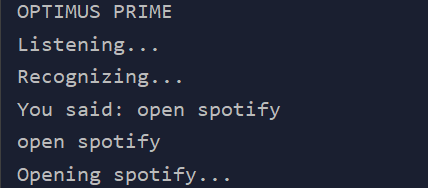 OPTIMUS PRIME
Listening...
Recognizing...
You said: open spotify
open spotify
Opening spotify...